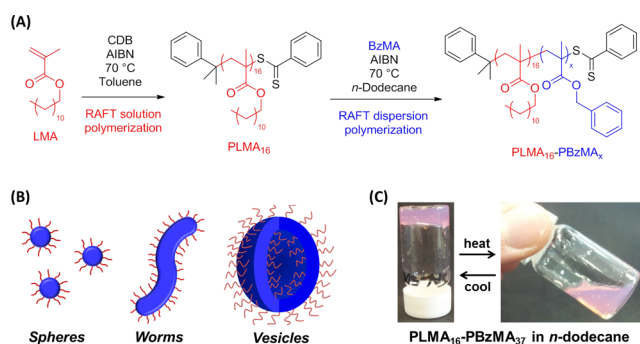 (A)
CDB
AIBN
70 °C
Toluene
RAFT solution
polymerization
LMA
O
O
10
PLMA16
16
S
S
O
O
10
BzMA
AIBN
70 °C
n-Dodecane
RAFT dispersion
polymerization
16
x
S
S
O
O
O
O
10
PLMA16-PBzMAx
(B)
Spheres
Worms
Vesicles
(C)
heat
cool
PLMA16-PBzMA37 in n-dodecane